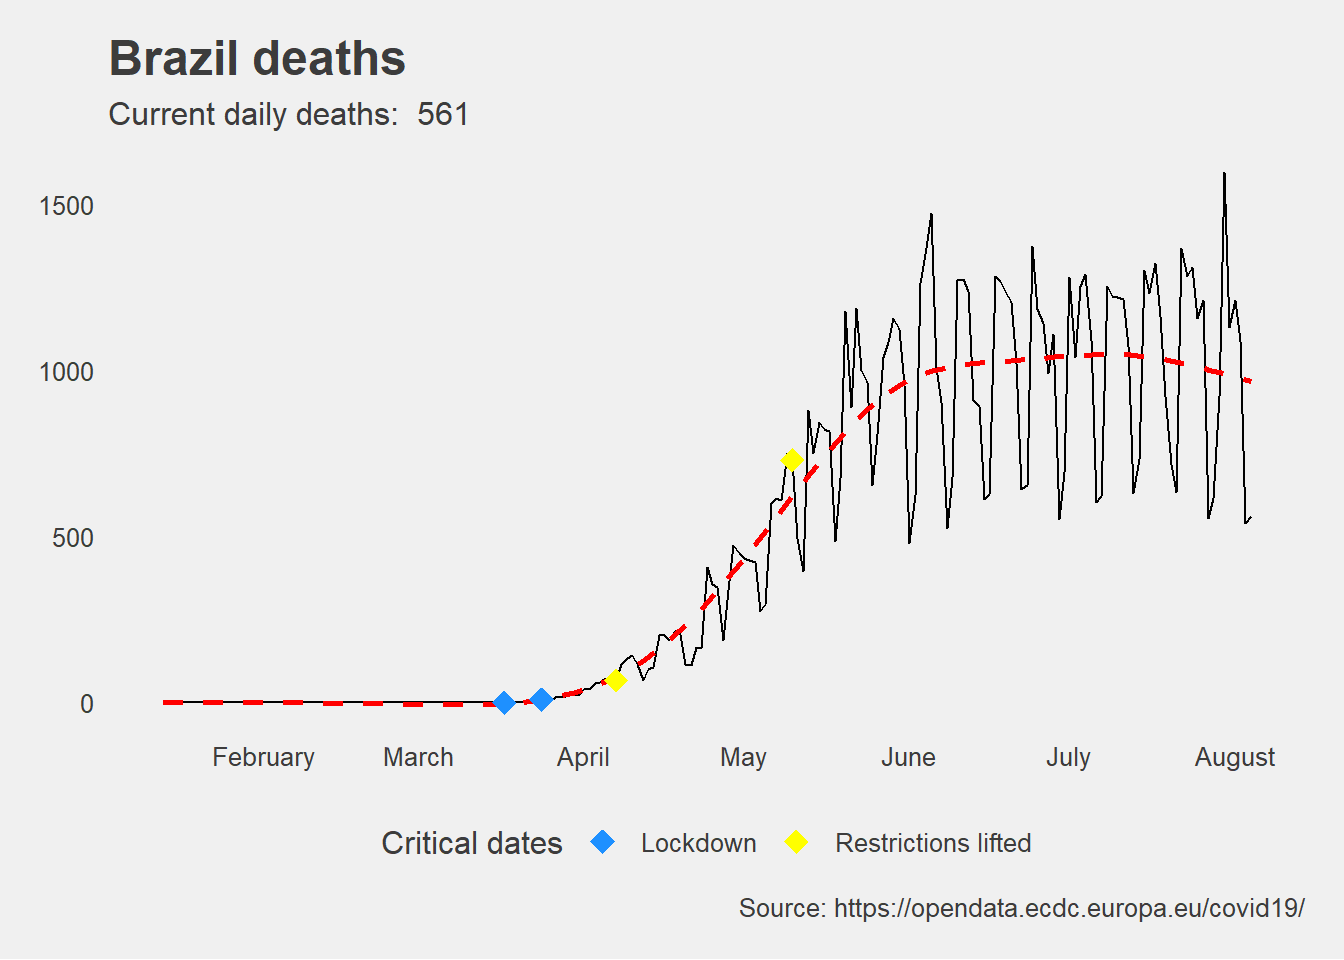 Brazil deaths
Current daily deaths:  561
1500
1000
500
0
February March April May June July August
Critical dates Lockdown Restrictions lifted
Source: https://opendata.ecdc.europa.eu/covid19/